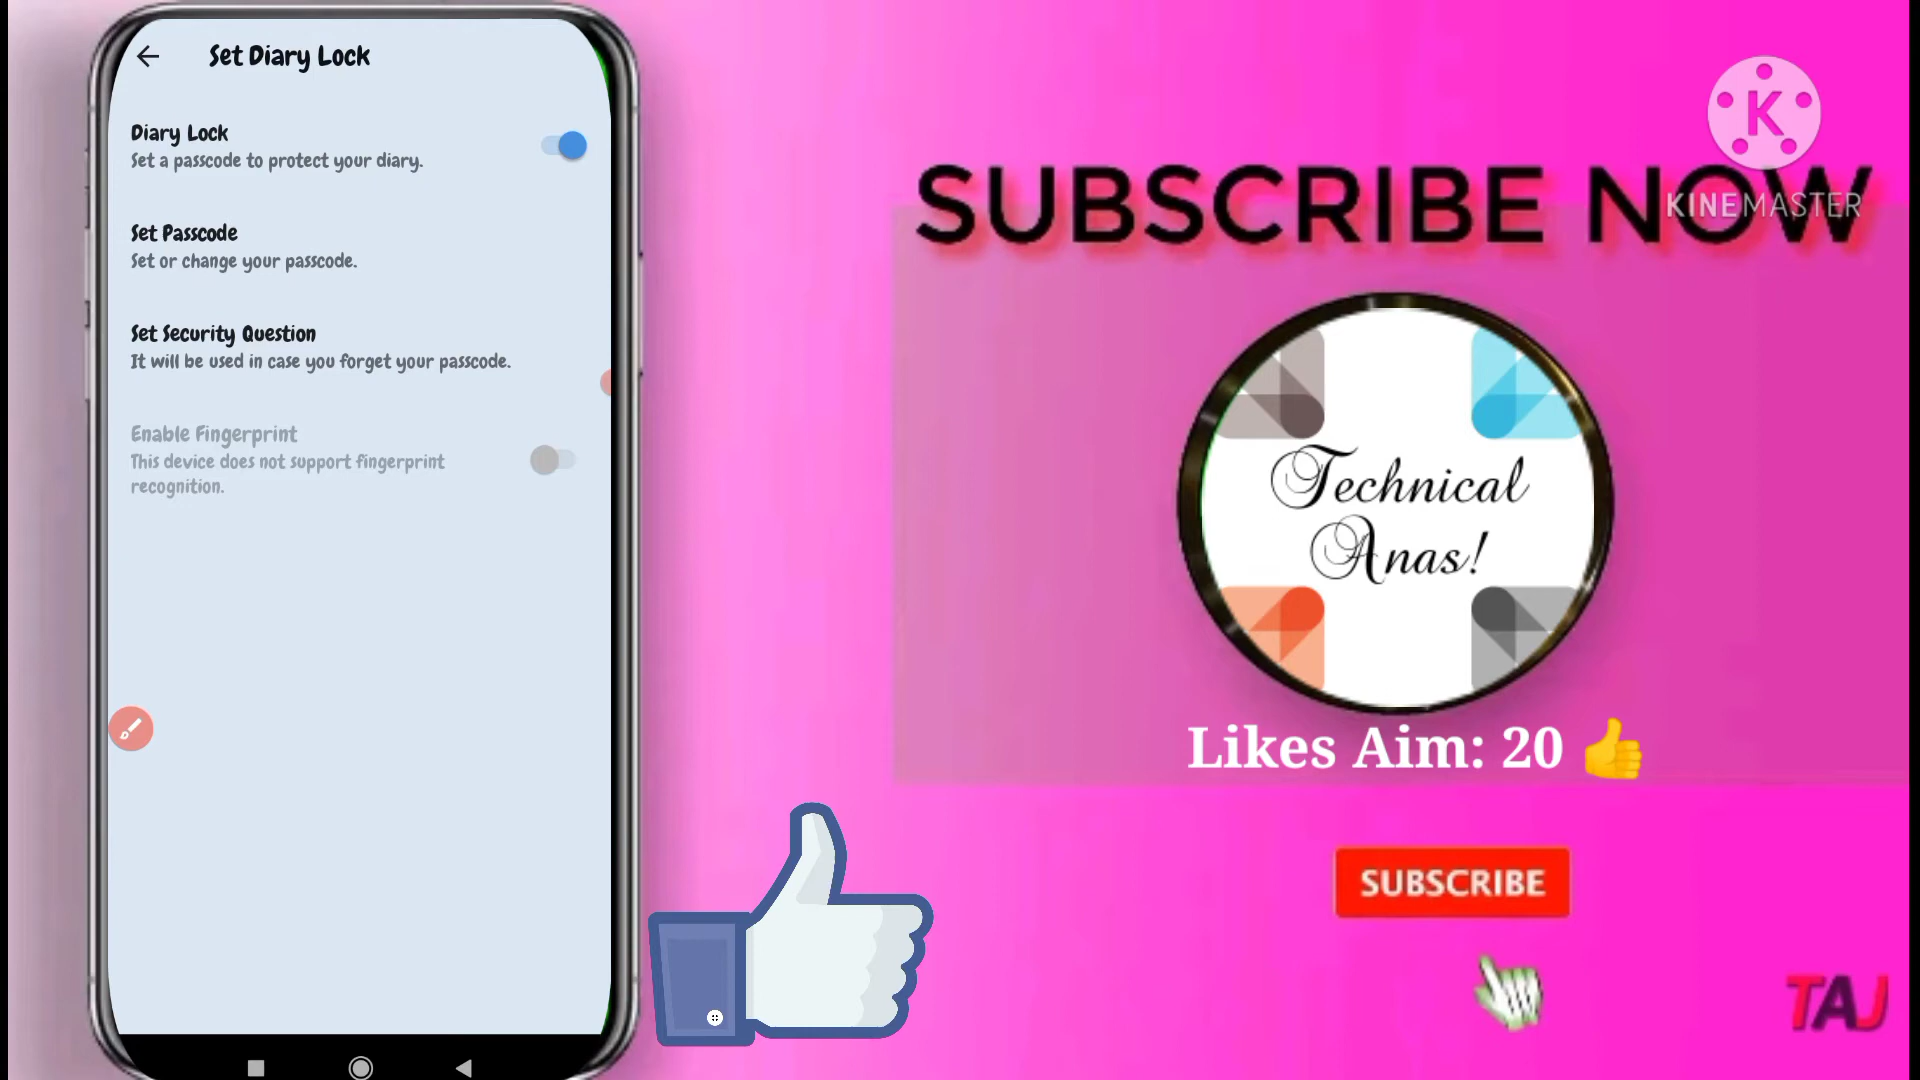 Set Diary Lock
Diary Lock
Set a passcode to protect your diary.
Set Passcode
Set or change your passcode.
Set Security Question
It will be used in case you forget your passcode.
Enable Fingerprint
This device does not support fingerprint
recognition.
K
KINEMASTER
SUBSCRIBE NOW
Technical
Anas!
Likes Aim: 20 👍
SUBSCRIBE
TAJ